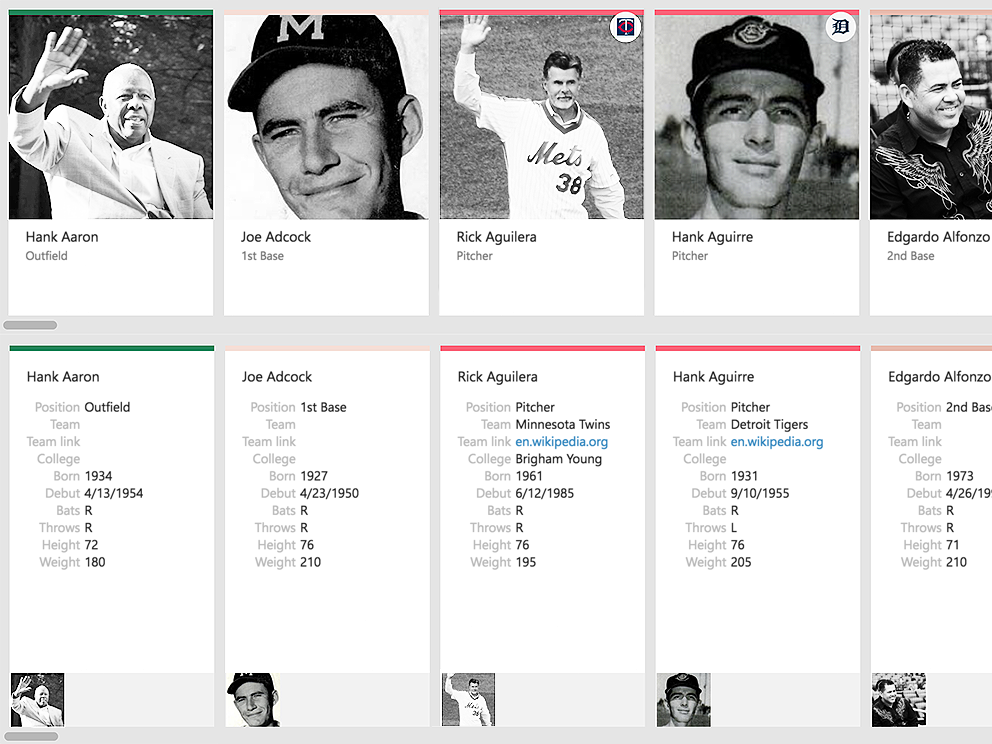 M
Mets
38
Hank Aaron
Outfield
Joe Adcock
1st Base
Rick Aguilera
Pitcher
Hank Aguirre
Pitcher
Edgardo Alfonzo
2nd Base
Hank Aaron
Position Outfield
Team
Team link
College
Born 1934
Debut 4/13/1954
Bats R
Throws R
Height 72
Weight 180
Joe Adcock
Position 1st Base
Team
Team link
College
Born 1927
Debut 4/23/1950
Bats R
Throws R
Height 76
Weight 210
Rick Aguilera
Position Pitcher
Team Minnesota Twins
Team link en.wikipedia.org
College Brigham Young
Born 1961
Debut 6/12/1985
Bats R
Throws R
Height 76
Weight 195
Hank Aguirre
Position Pitcher
Team Detroit Tigers
Team link en.wikipedia.org
College
Born 1931
Debut 9/10/1955
Bats R
Throws L
Height 76
Weight 205
Edgardo Alfonzo
Position 2nd Bas
Team
Team link
College
Born 1973
Debut 4/26/19
Bats R
Throws R
Height 71
Weight 210